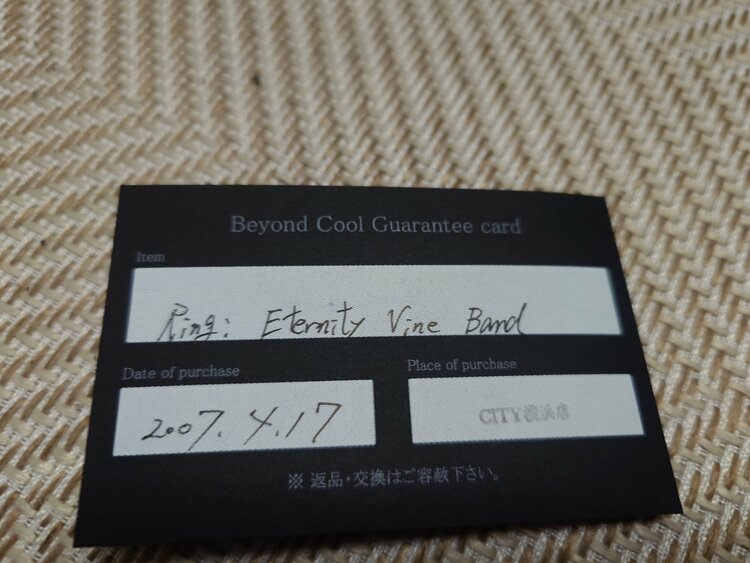 Beyond Cool Guarantee card
Item
Ring: Eternity Vine Band
Date of purchase
Place of purchase
2007.4.17
CITY横浜店
※ 返品・交換はご容赦下さい。